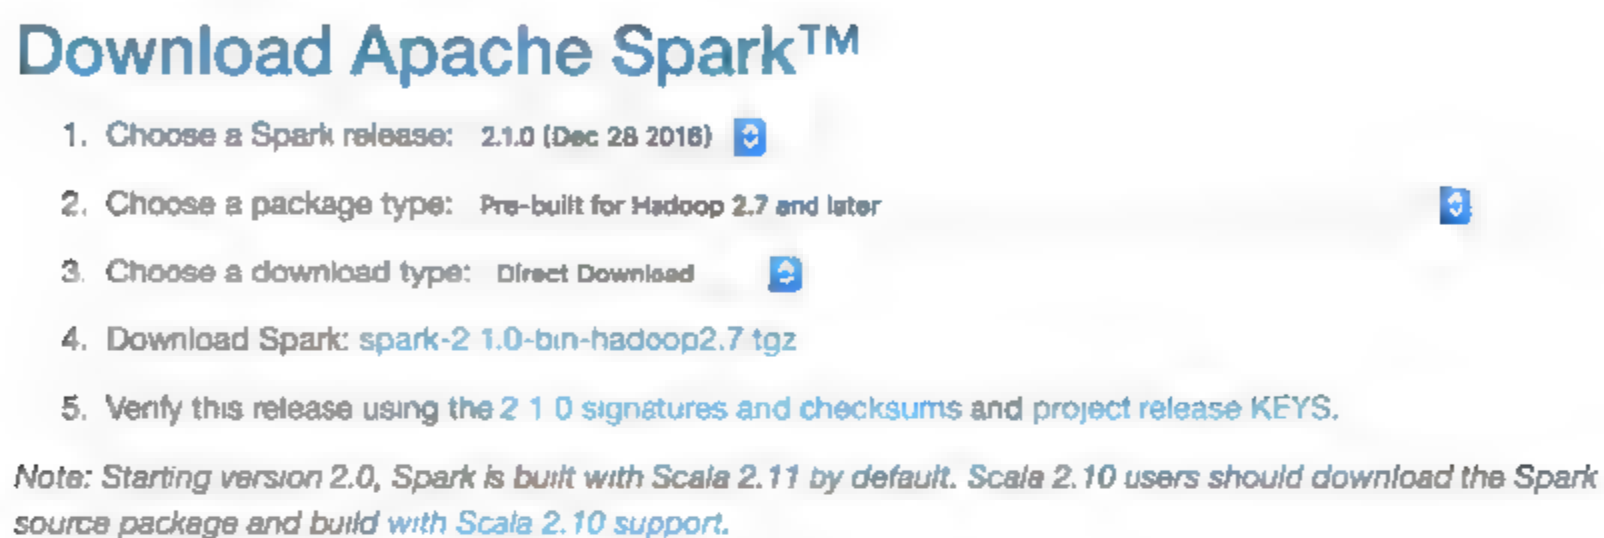 Download Apache Spark™
1. Choose a Spark release: 2.1.0 (Dec 28 2016)
2. Choose a package type: Pre-built for Hadoop 2.7 and later
3. Choose a download type: Direct Download
4. Download Spark: spark-2.1.0-bin-hadoop2.7.tgz
5. Verify this release using the 2.1.0 signatures and checksums and project release KEYS.
Note: Starting version 2.0, Spark is built with Scala 2.11 by default. Scala 2.10 users should download the Spark
source package and build with Scala 2.10 support.